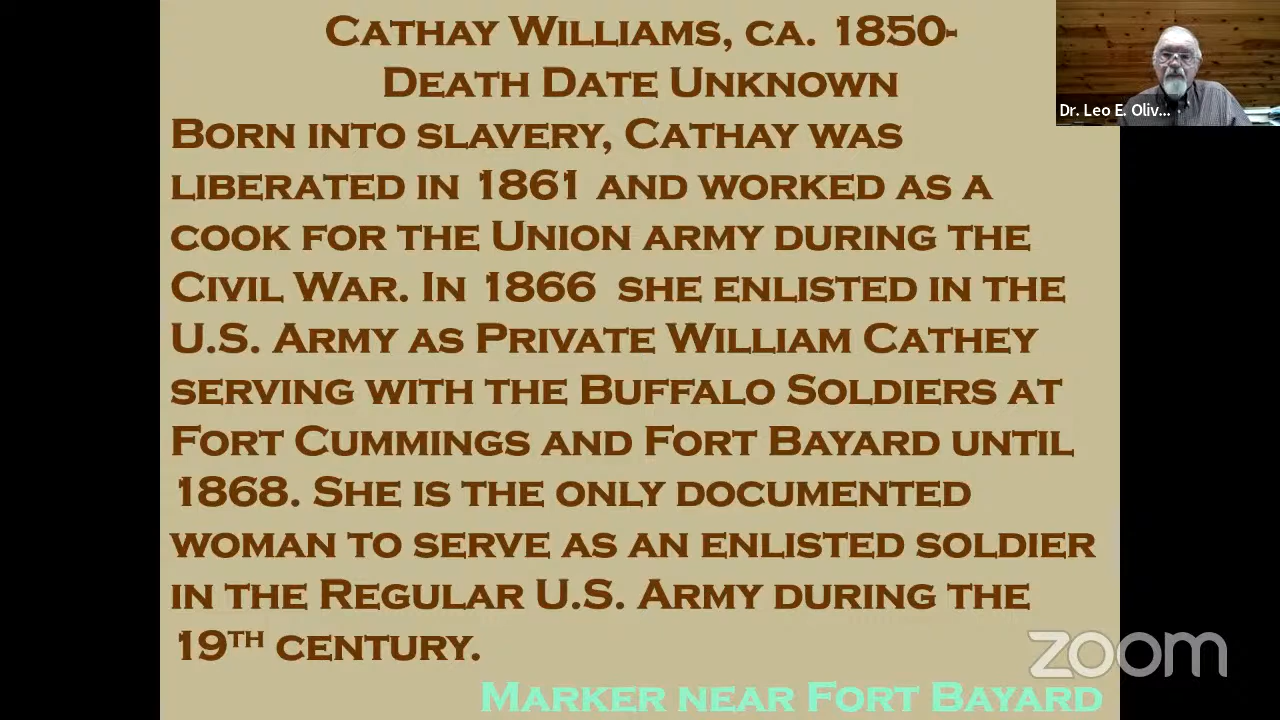 Cathay Williams, ca. 1850-
Death Date Unknown
Born into slavery, Cathay was
liberated in 1861 and worked as a
cook for the Union army during the
Civil War. In 1866 she enlisted in the
U.S. Army as Private William Cathey
serving with the Buffalo Soldiers at
Fort Cummings and Fort Bayard until
1868. She is the only documented
woman to serve as an enlisted soldier
in the Regular U.S. Army during the
19th century.
Marker near Fort Bayard
Dr. Leo E. Oliv...
zoom